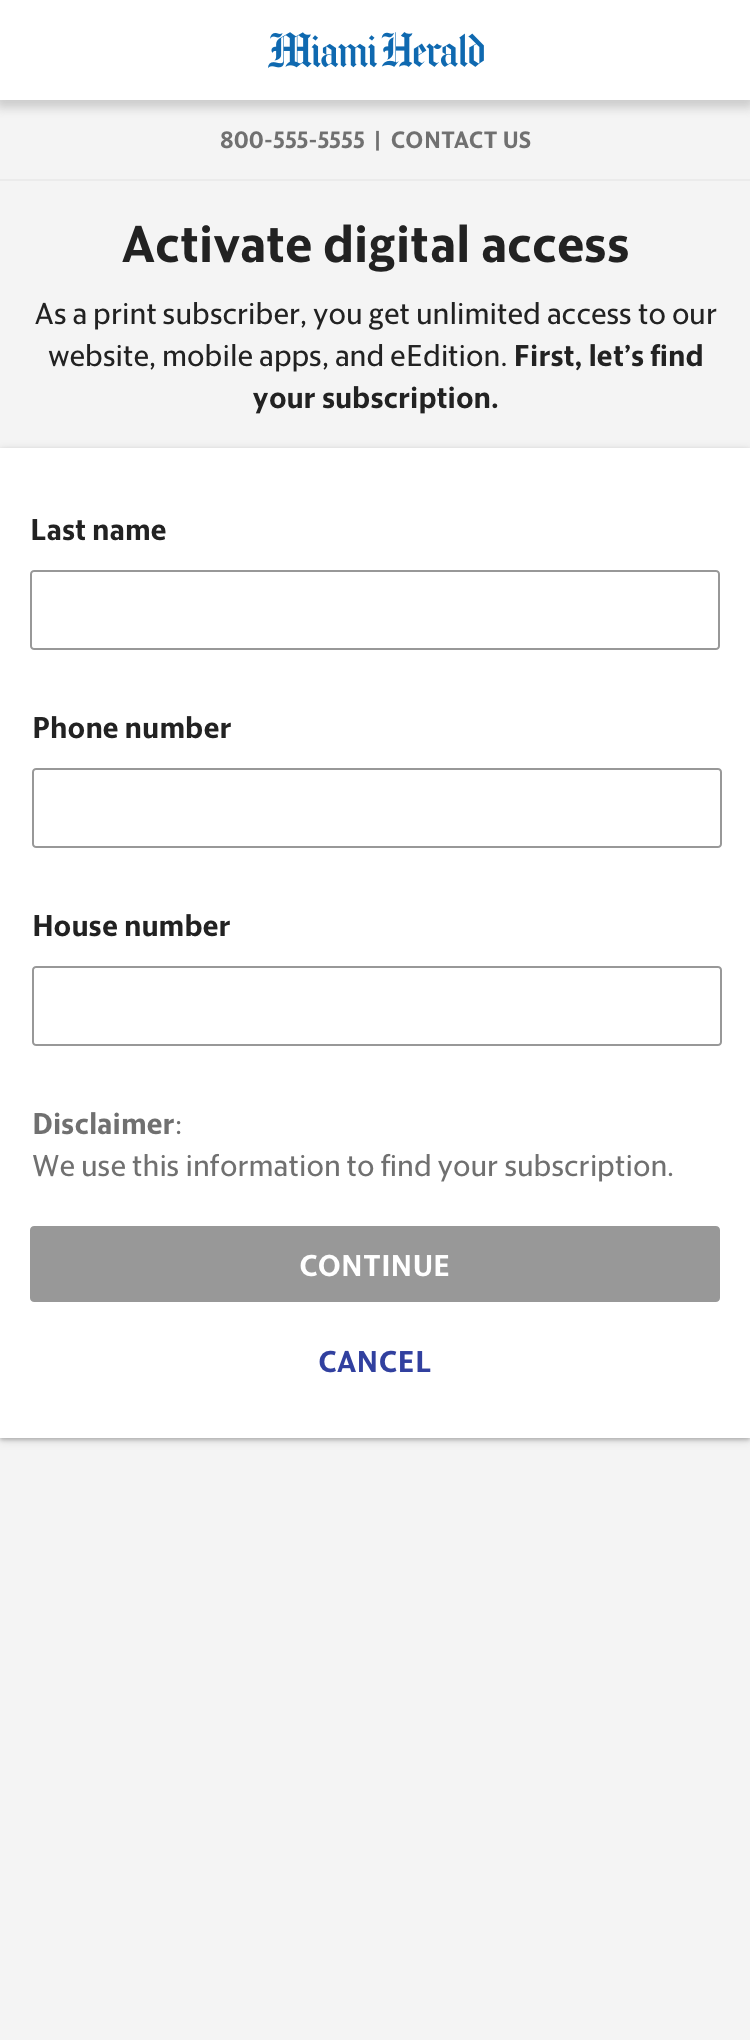 Miami Herald
800-555-5555 | CONTACT US
Activate digital access
As a print subscriber, you get unlimited access to our
website, mobile apps, and eEdition. First, let’s find
your subscription.
Last name
Phone number
House number
Disclaimer:
We use this information to find your subscription.
CONTINUE
CANCEL